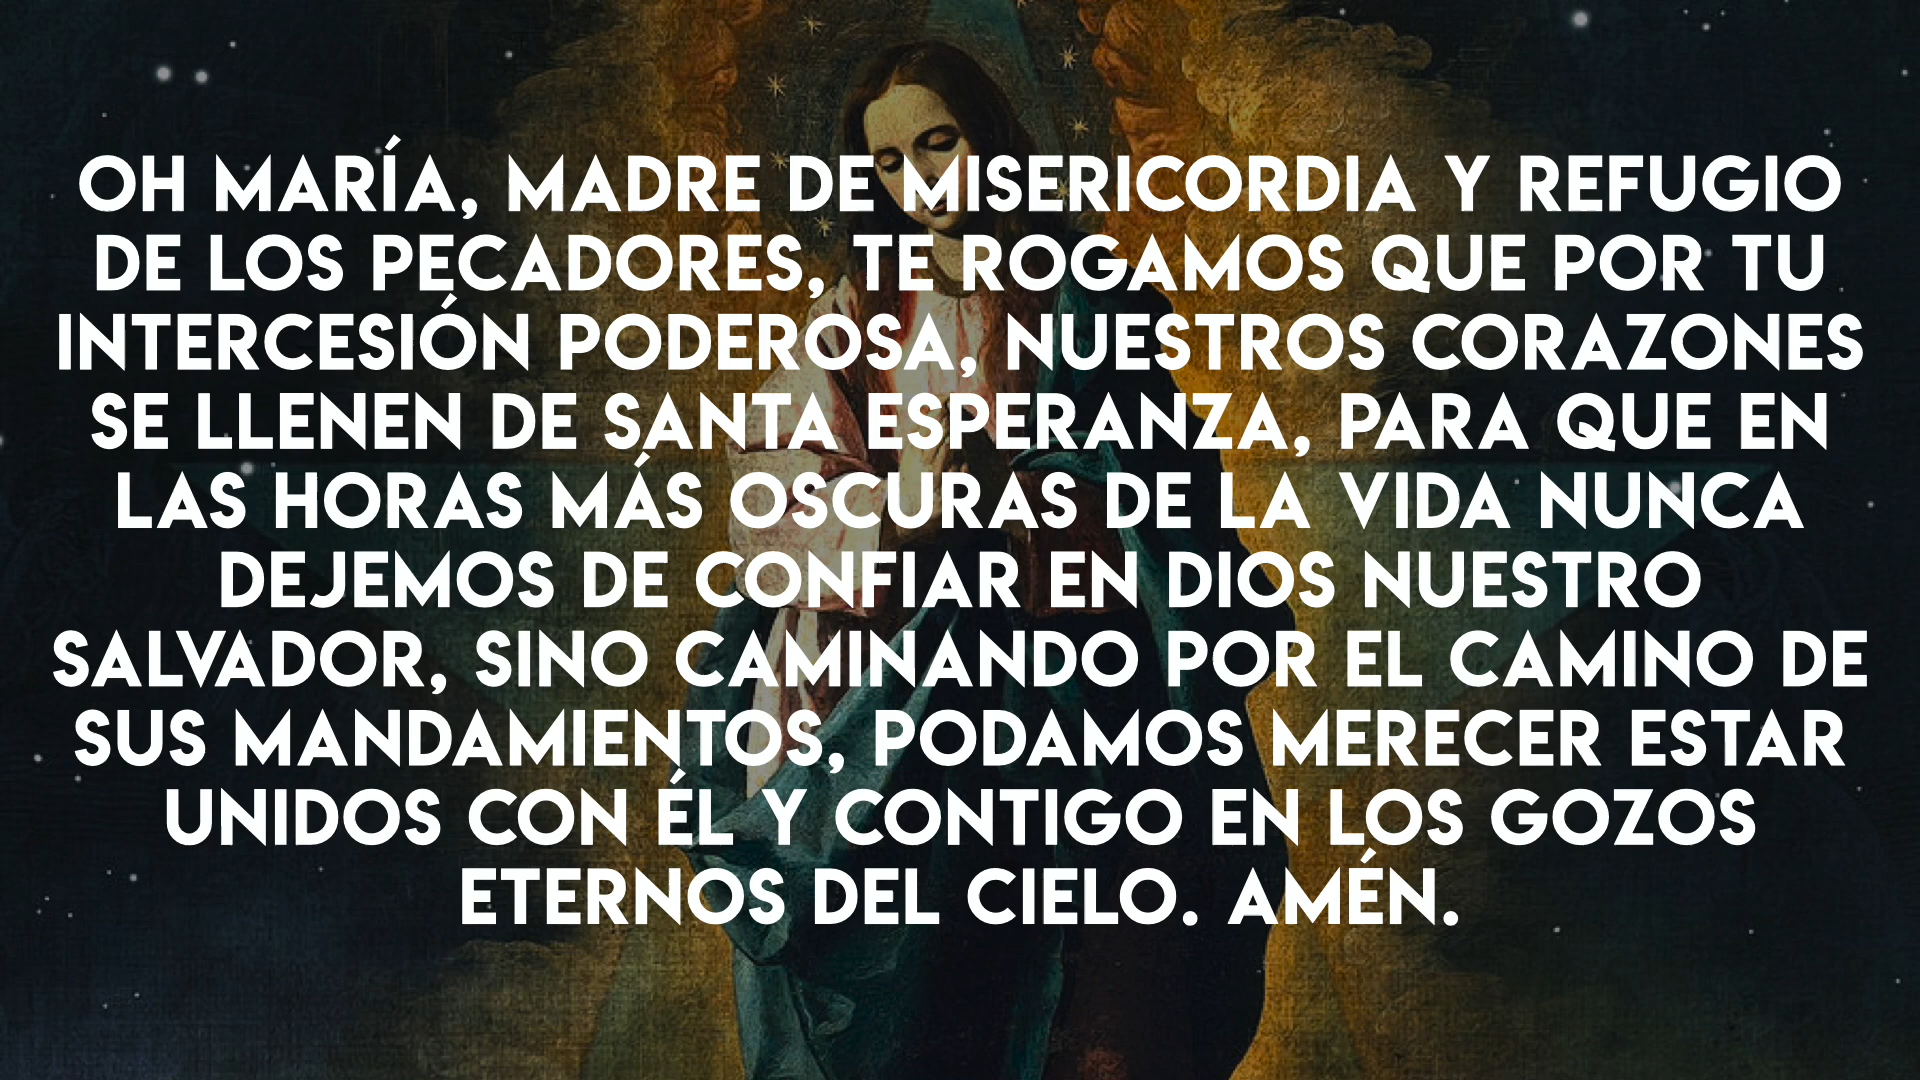 OH MARÍA, MADRE DE MISERICORDIA Y REFUGIO
DE LOS PECADORES, TE ROGAMOS QUE POR TU
INTERCESIÓN PODEROSA, NUESTROS CORAZONES
SE LLENEN DE SANTA ESPERANZA, PARA QUE EN
LAS HORAS MÁS OSCURAS DE LA VIDA NUNCA
DEJEMOS DE CONFIAR EN DIOS NUESTRO
SALVADOR, SINO CAMINANDO POR EL CAMINO DE
SUS MANDAMIENTOS, PODAMOS MERECER ESTAR
UNIDOS CON ÉL Y CONTIGO EN LOS GOZOS
ETERNOS DEL CIELO. AMÉN.